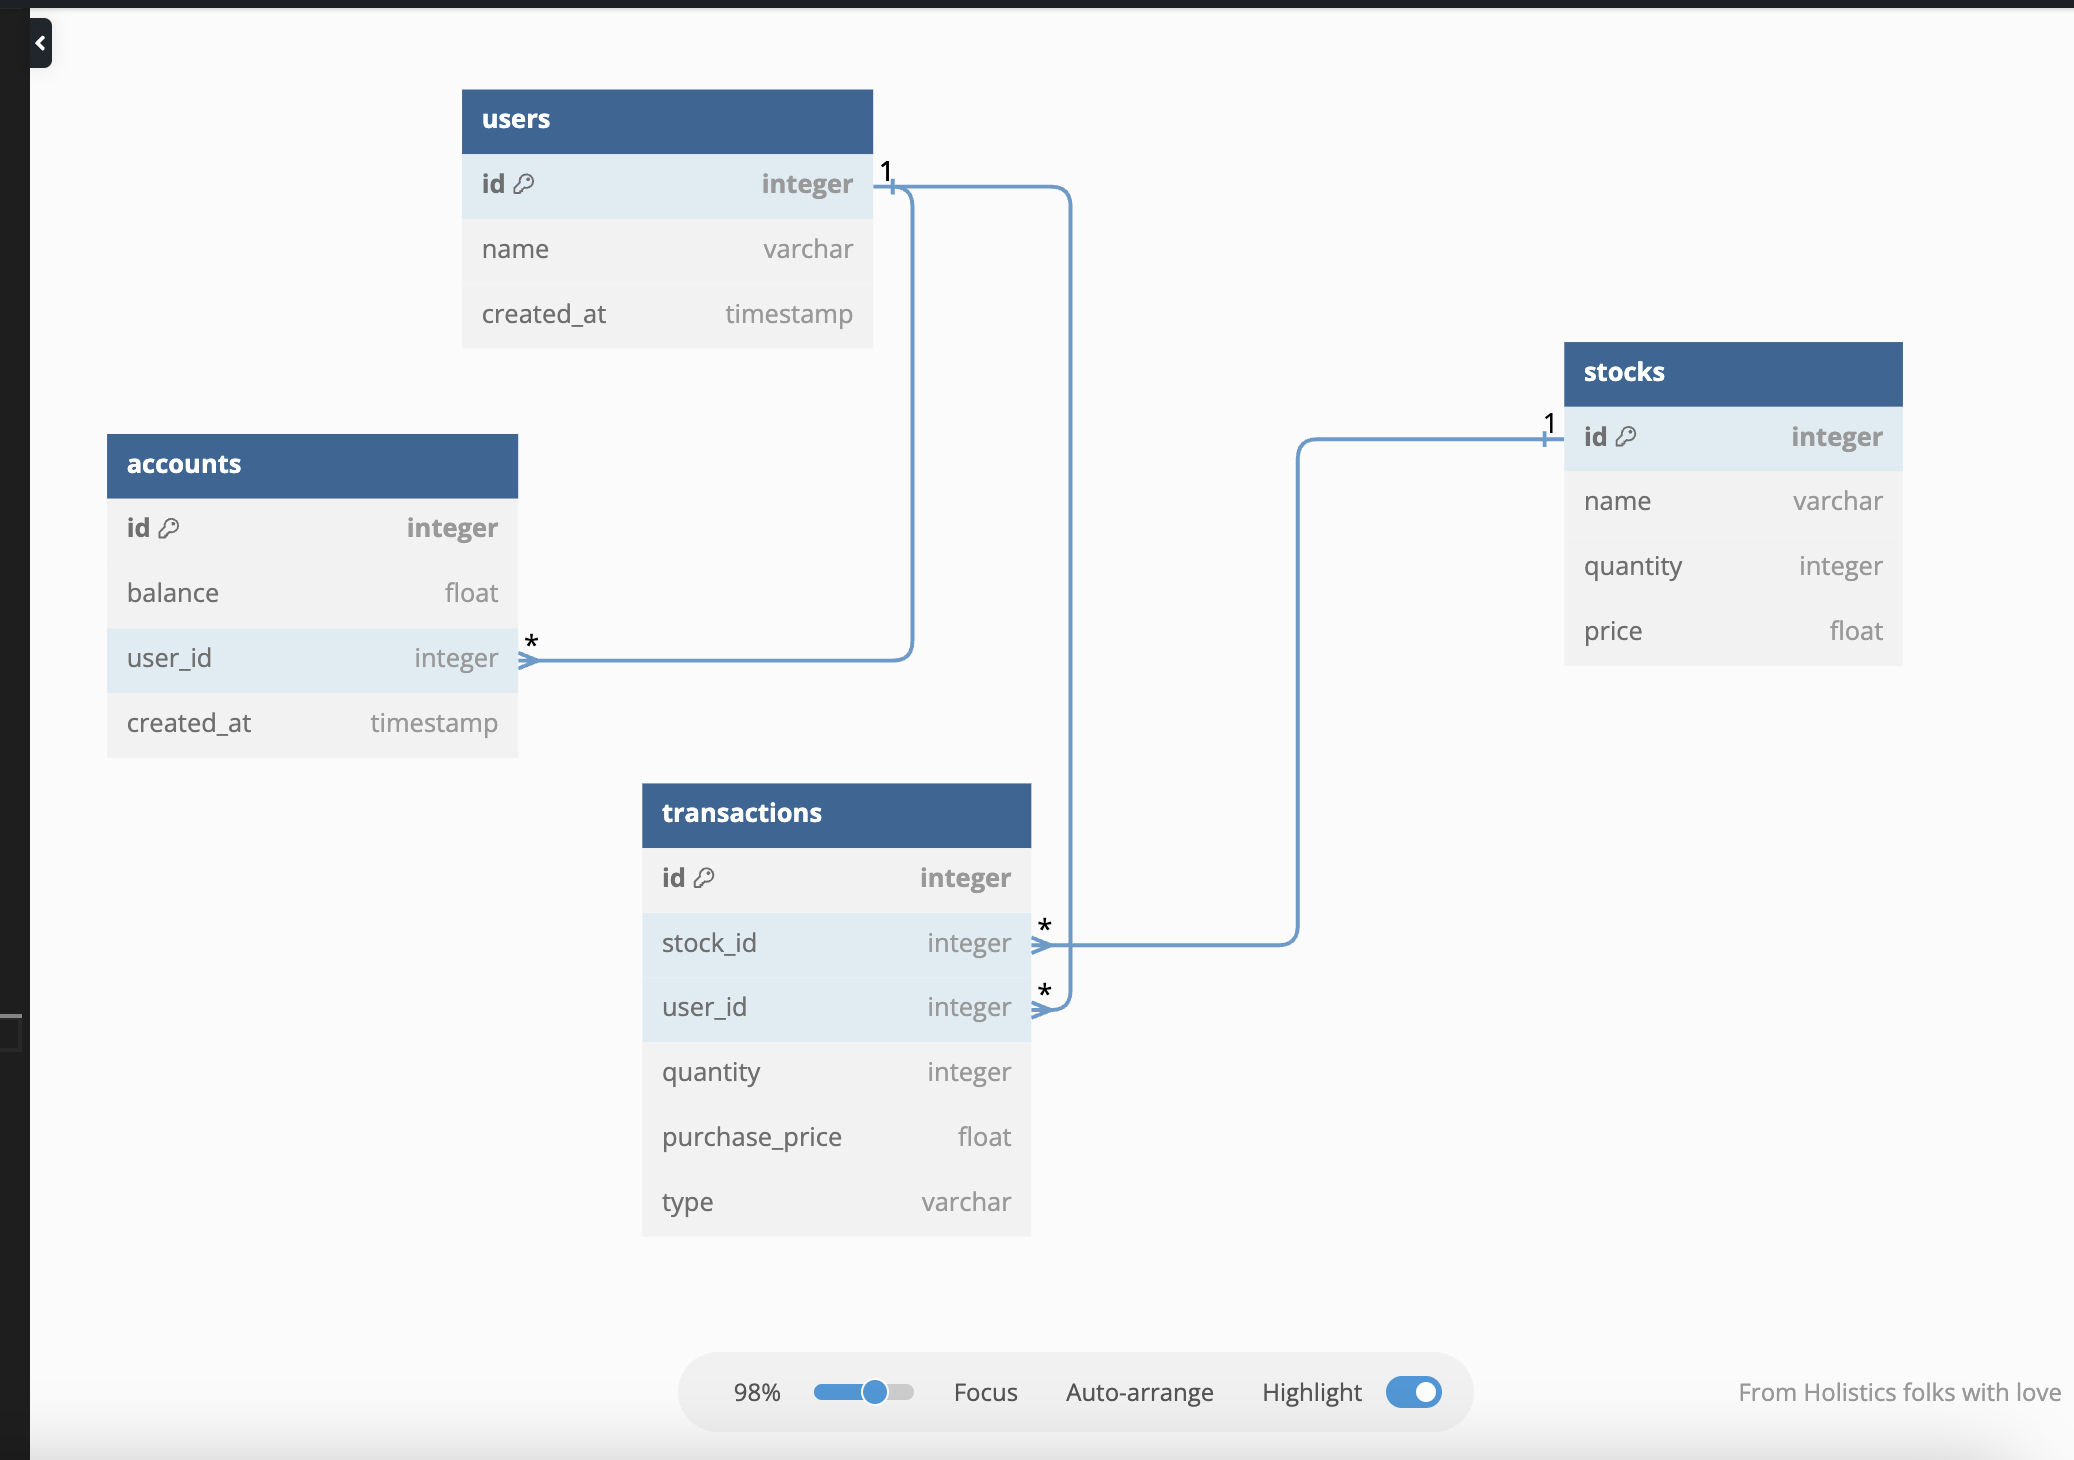 users
id integer
name varchar
created_at timestamp
1
stocks
1
id integer
name varchar
quantity integer
price float
accounts
id integer
balance float
user_id integer
*
created_at timestamp
transactions
id integer
stock_id integer
*
user_id integer
*
quantity integer
purchase_price float
type varchar
98% Focus Auto-arrange Highlight
From Holistics folks with love